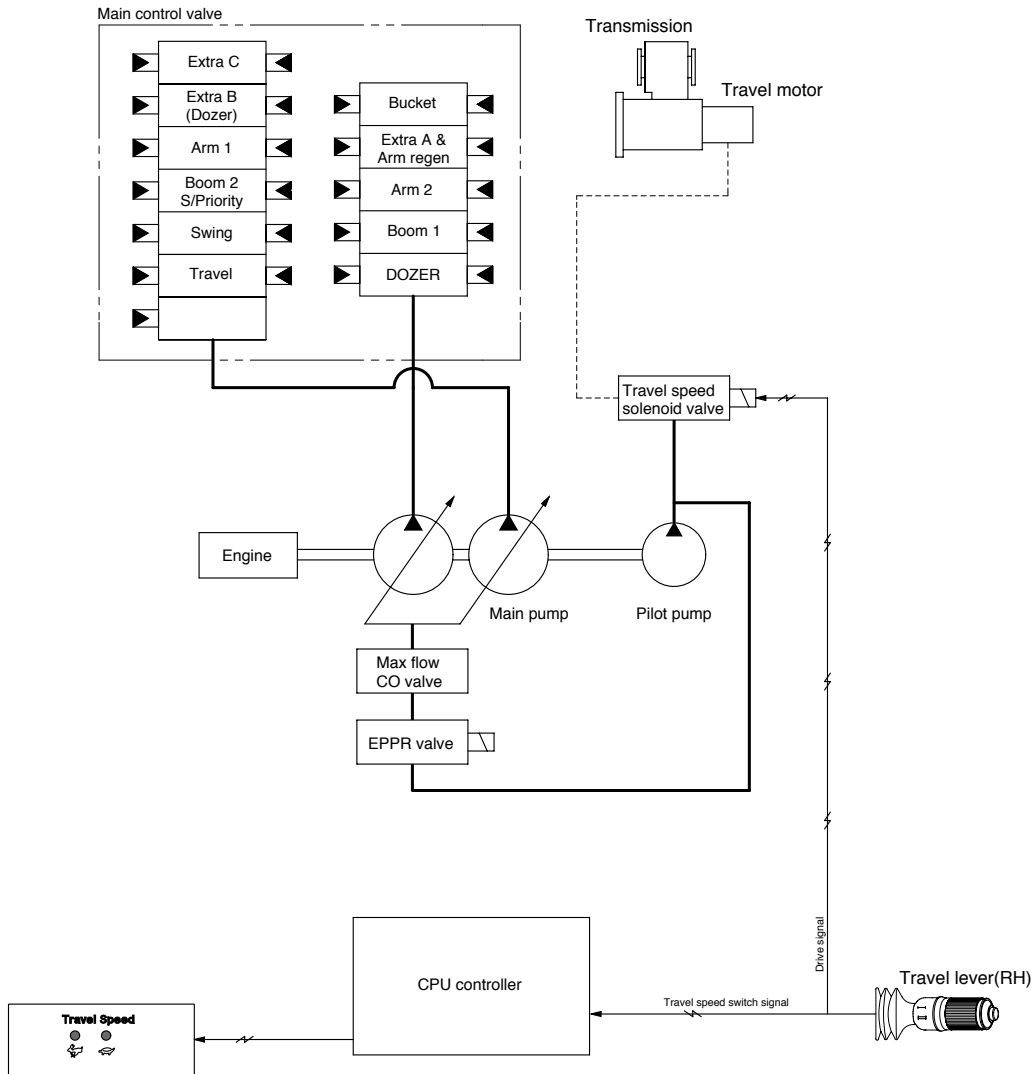 Main control valve
Extra C
Extra B
(Dozer)
Arm 1
Boom 2
S/Priority
Swing
Travel
Bucket
Extra A &
Arm regen
Arm 2
Boom 1
DOZER
Transmission
Travel motor
Travel speed
solenoid valve
Engine
Main pump
Pilot pump
Max flow
CO valve
EPPR valve
CPU controller
Travel speed switch signal
Drive signal
Travel lever(RH)
I
II
Travel Speed